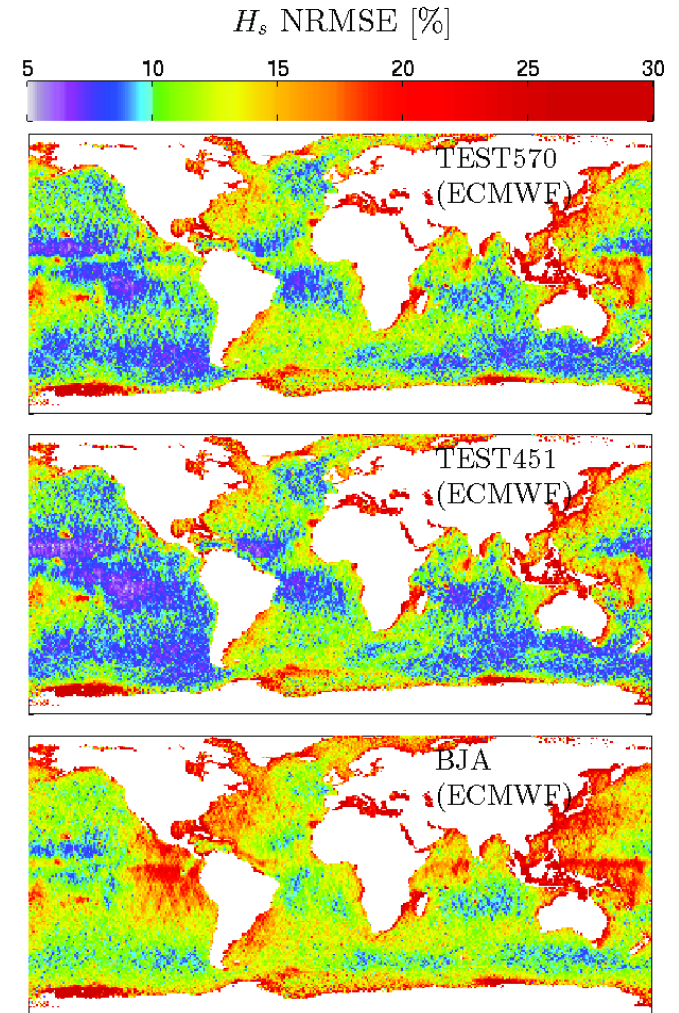 Hs NRMSE [%]
5 10 15 20 25 30
TEST570
(ECMWF)
TEST451
(ECMWF)
BJA
(ECMWF)